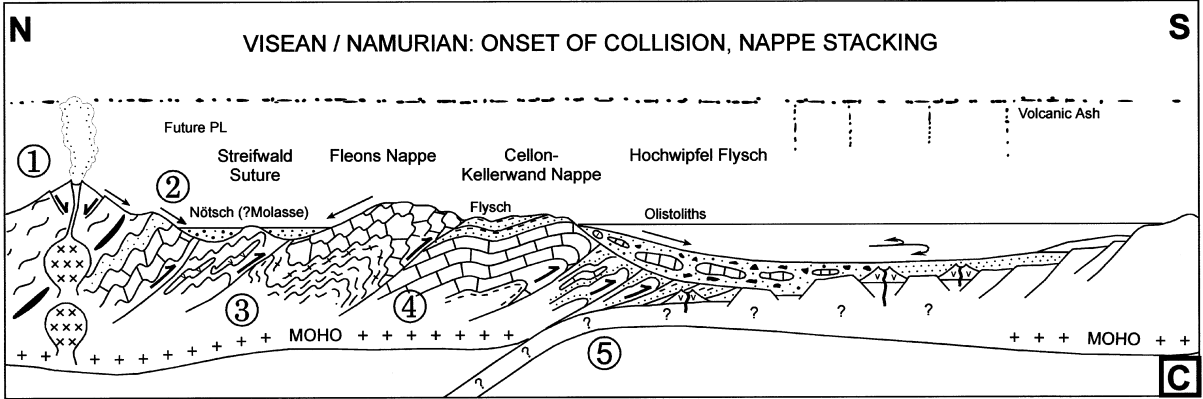 N
S
VISEAN / NAMURIAN: ONSET OF COLLISION, NAPPE STACKING
Volcanic Ash
Future PL
Streifwald
Suture
Fleons Nappe
Cellon-
Kellerwand Nappe
Hochwipfel Flysch
1
2
Nötsch (?Molasse)
Flysch
Olistoliths
3
4
5
? ? ? ? ?
?
?
MOHO
MOHO
C